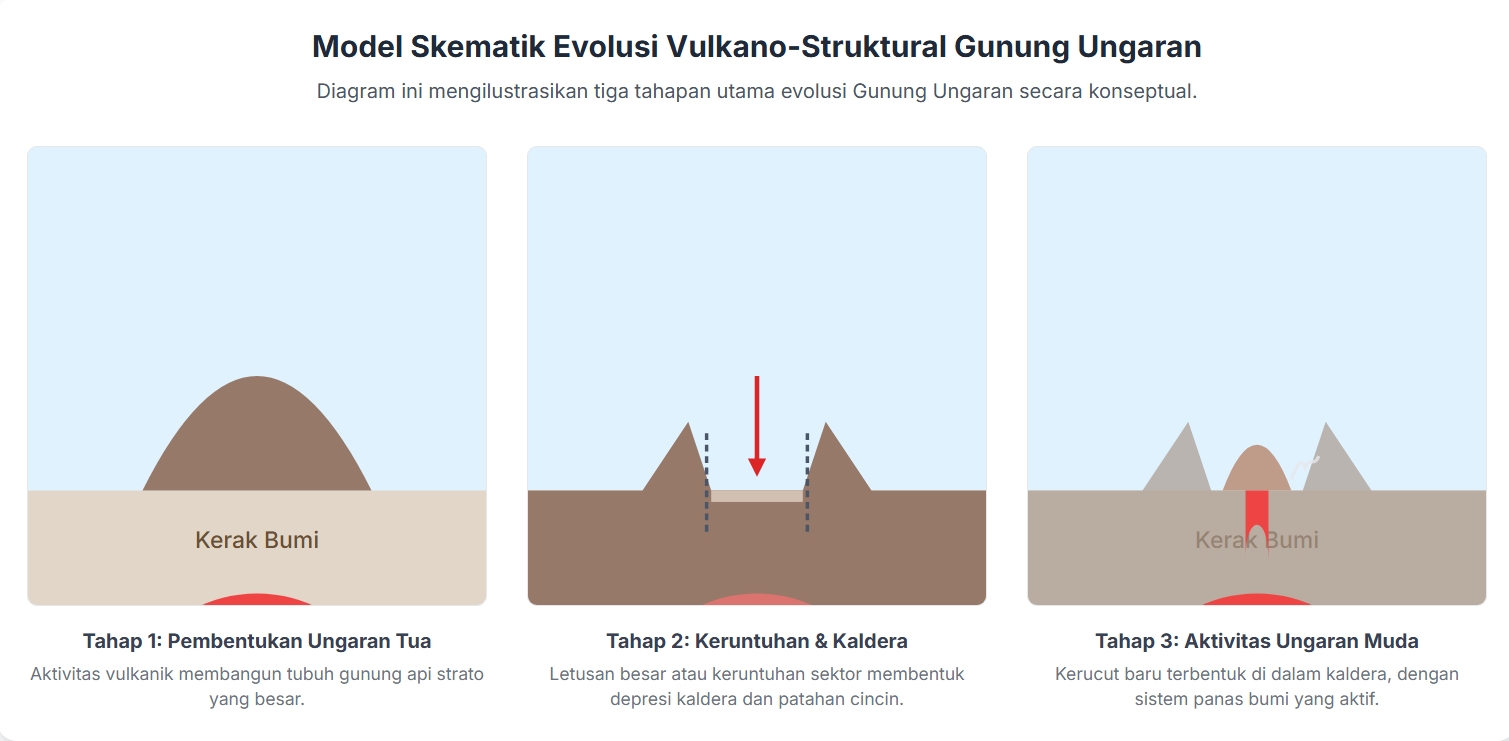 Model Skematik Evolusi Vulkano-Struktural Gunung Ungaran
Diagram ini mengilustrasikan tiga tahapan utama evolusi Gunung Ungaran secara konseptual.
Kerak Bumi
Kerak Bumi
Tahap 1: Pembentukan Ungaran Tua
Aktivitas vulkanik membangun tubuh gunung api strato
yang besar.
Tahap 2: Keruntuhan & Kaldera
Letusan besar atau keruntuhan sektor membentuk
depresi kaldera dan patahan cincin.
Tahap 3: Aktivitas Ungaran Muda
Kerucut baru terbentuk di dalam kaldera, dengan
sistem panas bumi yang aktif.